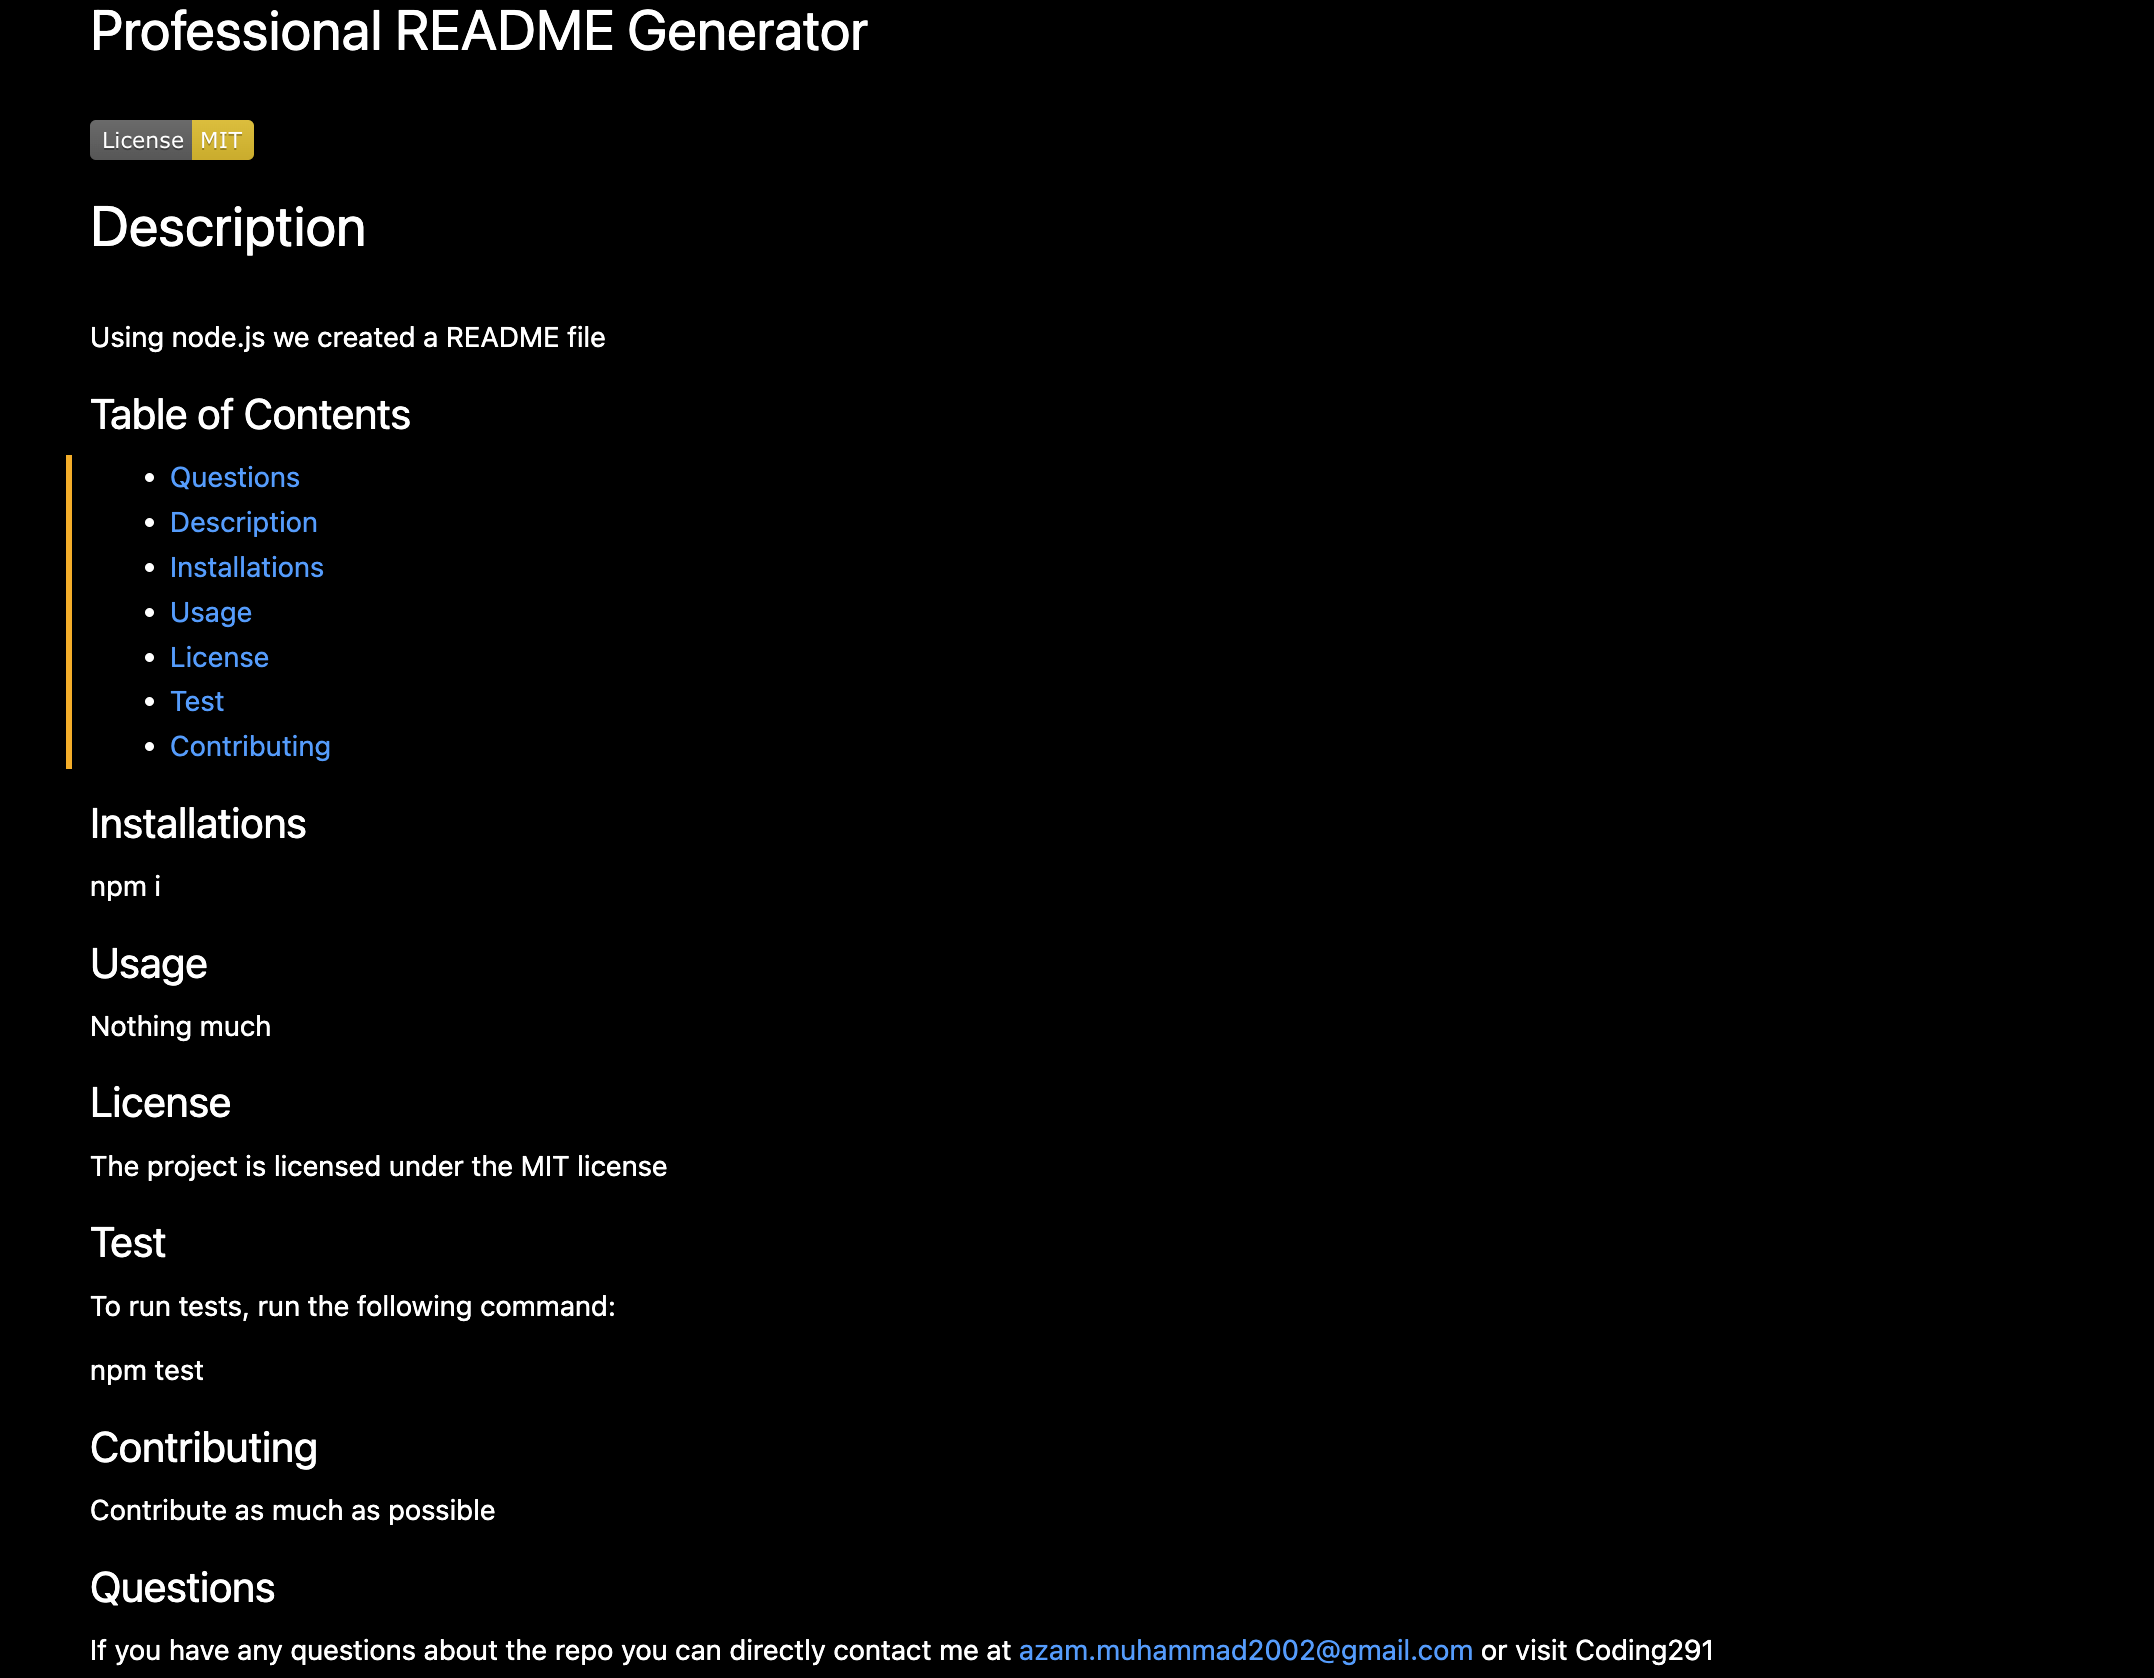 Professional README Generator
License MIT
Description
Using node.js we created a README file
Table of Contents
Questions
Description
Installations
Usage
License
Test
Contributing
Installations
npm i
Usage
Nothing much
License
The project is licensed under the MIT license
Test
To run tests, run the following command:
npm test
Contributing
Contribute as much as possible
Questions
If you have any questions about the repo you can directly contact me at azam.muhammad2002@gmail.com or visit Coding291